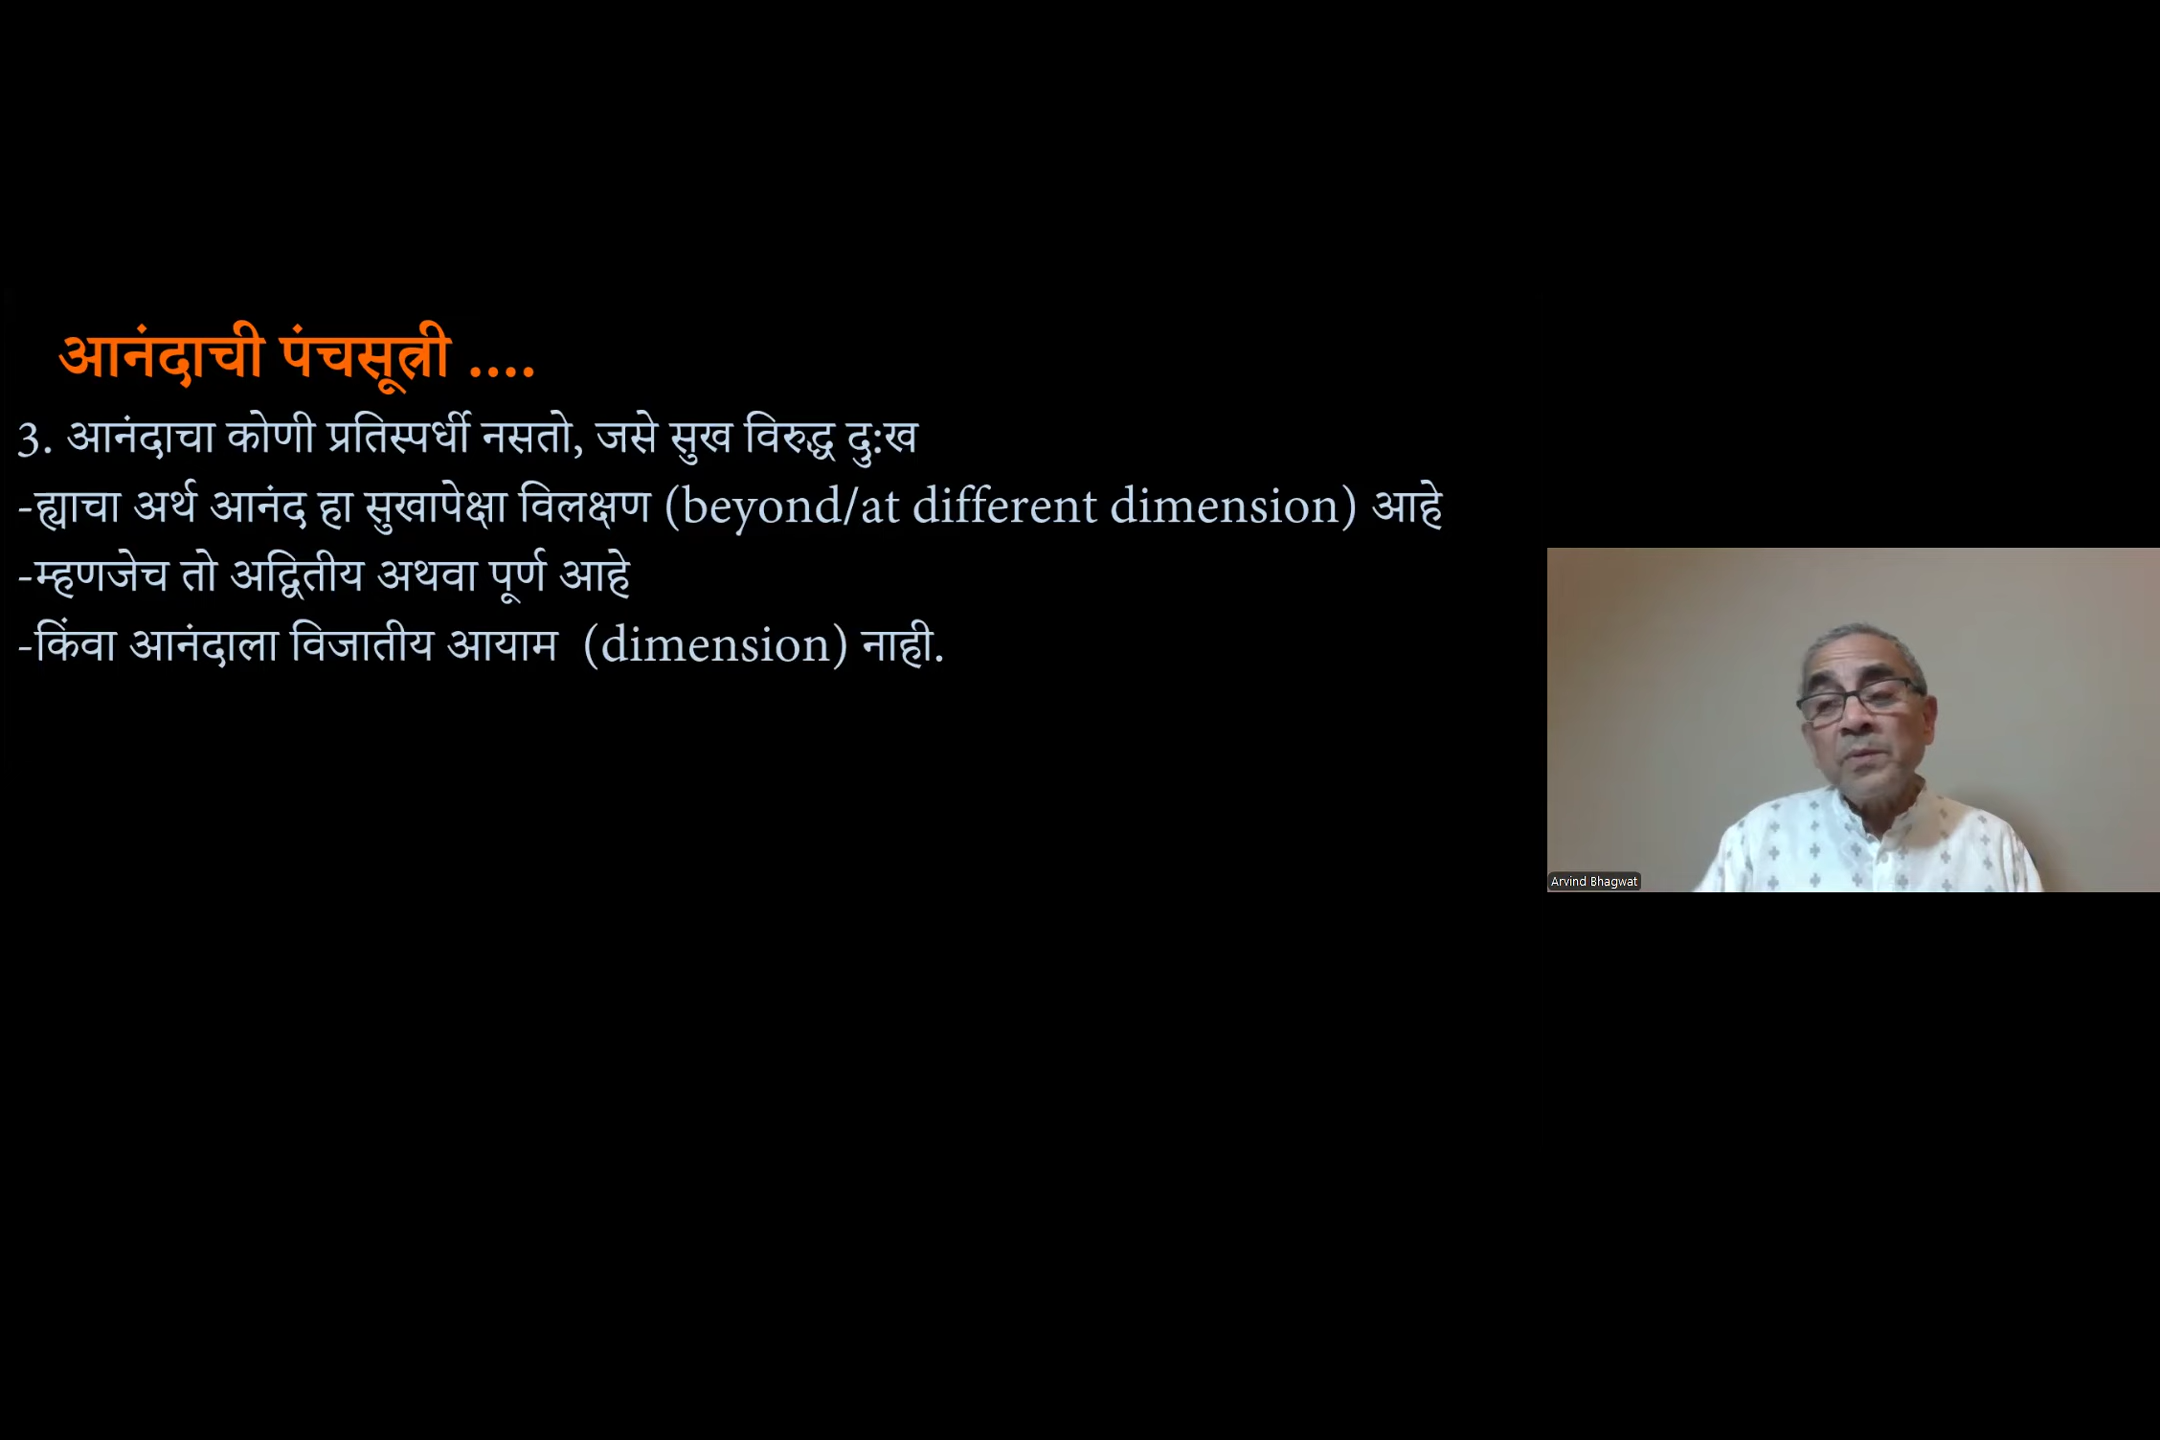 आनंदाची पंचसूत्री ....
3. आनंदाचा कोणी प्रतिस्पर्धी नसतो, जसे सुख विरुद्ध दु:ख
-ह्याचा अर्थ आनंद हा सुखापेक्षा विलक्षण (beyond/at different dimension) आहे
-म्हणजेच तो अद्वितीय अथवा पूर्ण आहे
-किंवा आनंदाला विजातीय आयाम (dimension) नाही.
Arvind Bhagwat